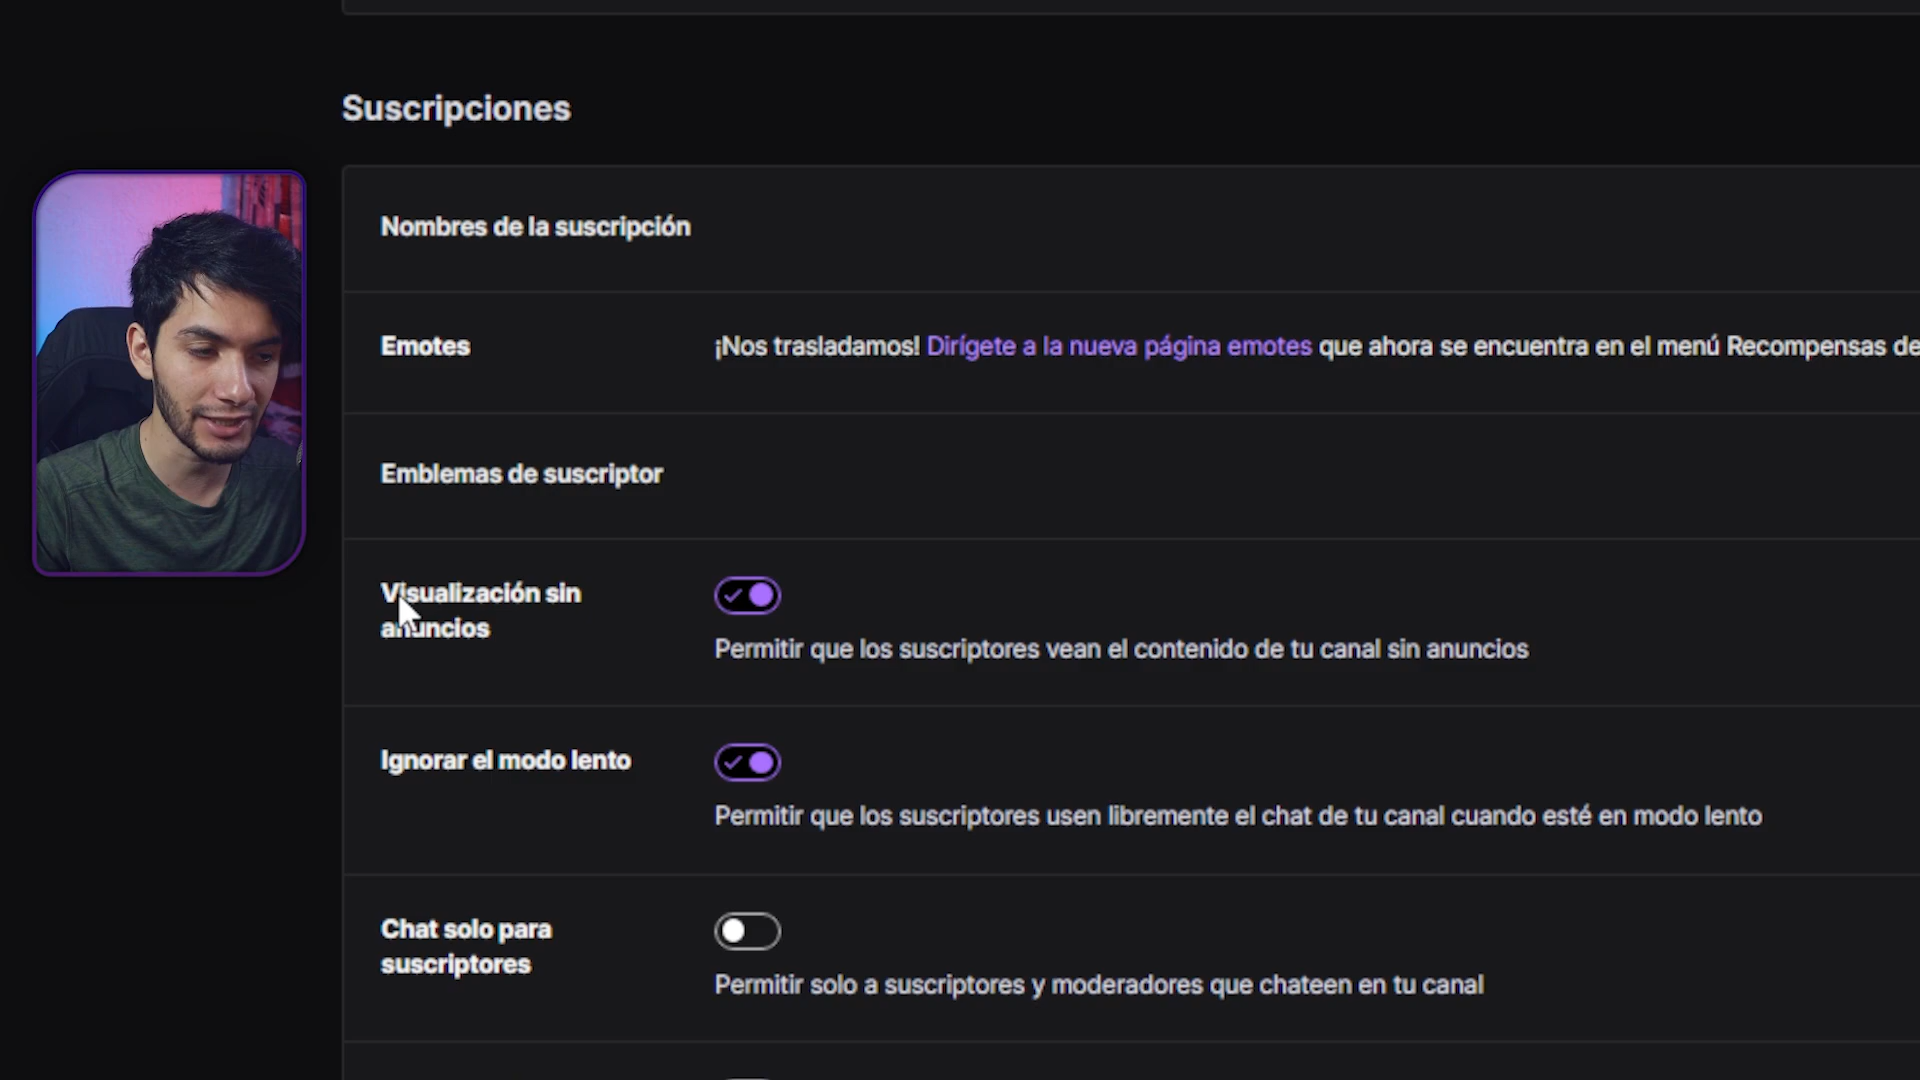 Suscripciones
Nombres de la suscripción
Emotes
¡Nos trasladamos! Dirígete a la nueva página emotes que ahora se encuentra en el menú Recompensas de
Emblemas de suscriptor
Visualización sin
anuncios
Permitir que los suscriptores vean el contenido de tu canal sin anuncios
Ignorar el modo lento
Permitir que los suscriptores usen libremente el chat de tu canal cuando esté en modo lento
Chat solo para
suscriptores
Permitir solo a suscriptores y moderadores que chateen en tu canal